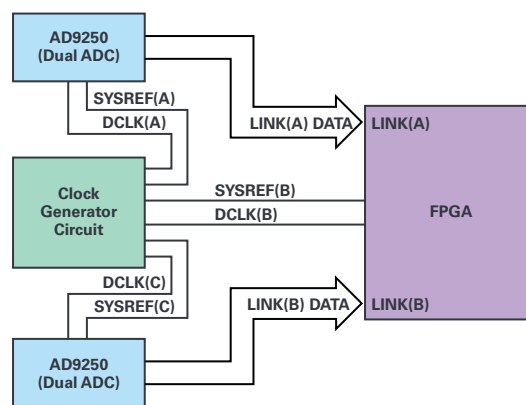 AD9250
(Dual ADC)
SYSREF(A)
DCLK(A)
LINK(A) DATA
LINK(A)
Clock
Generator
Circuit
SYSREF(B)
DCLK(B)
FPGA
DCLK(C)
SYSREF(C)
LINK(B) DATA
LINK(B)
AD9250
(Dual ADC)